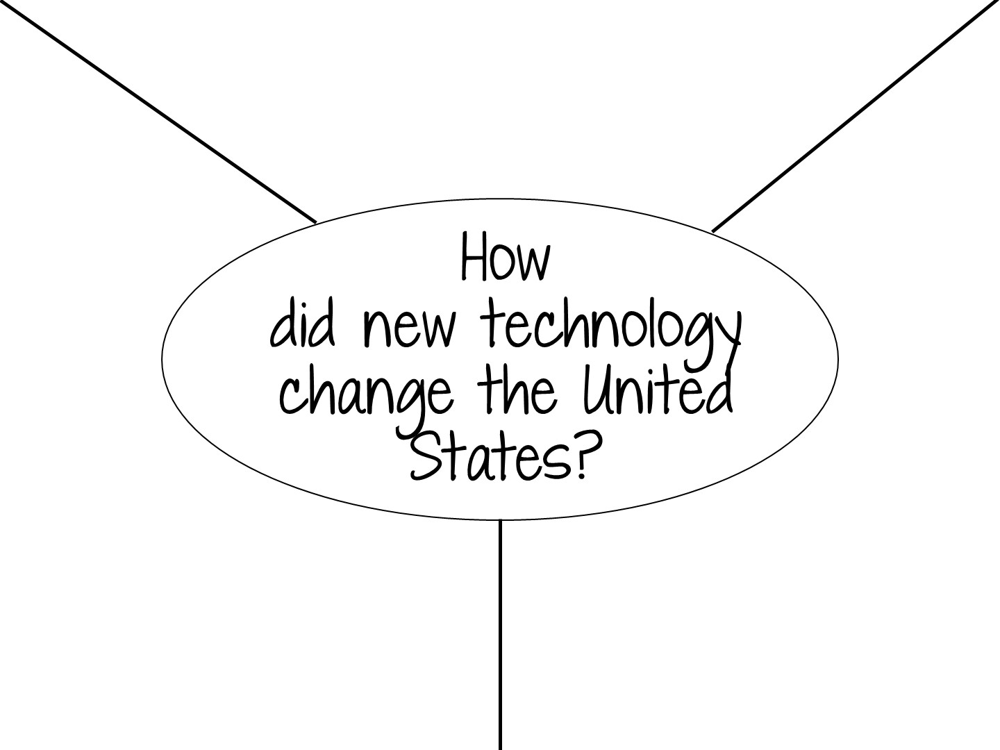 How
did new technology
change the United
States?